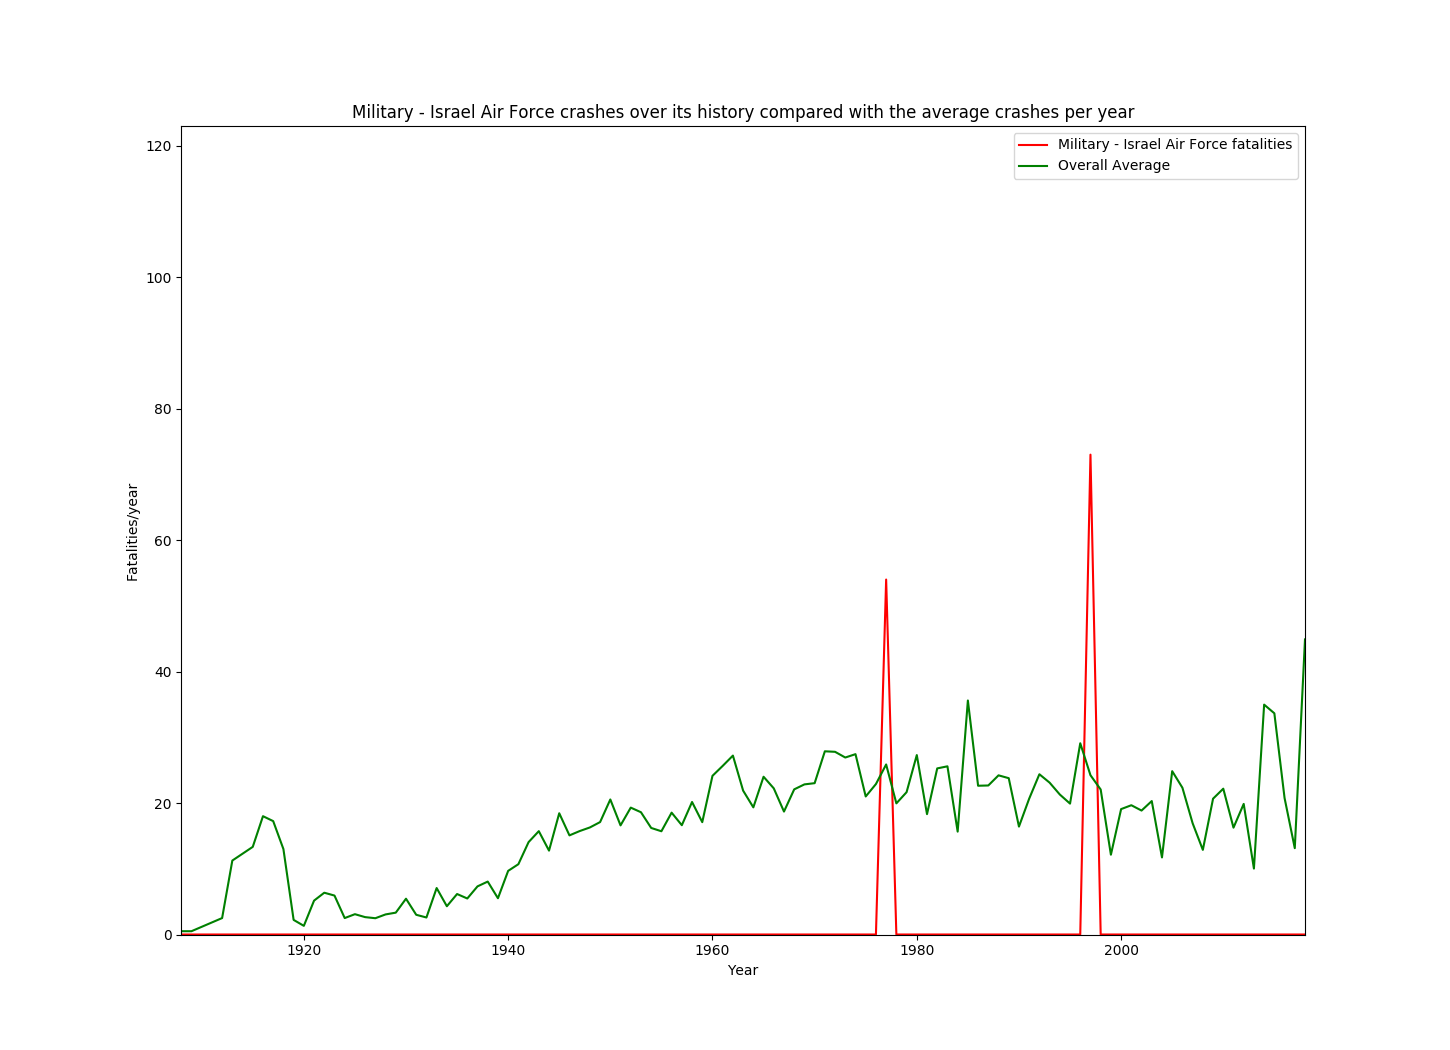 Military - Israel Air Force crashes over its history compared with the average crashes per year
Military - Israel Air Force fatalities
Overall Average
Fatalities/year
120
100
80
60
40
20
0
1920 1940 1960 1980 2000
Year